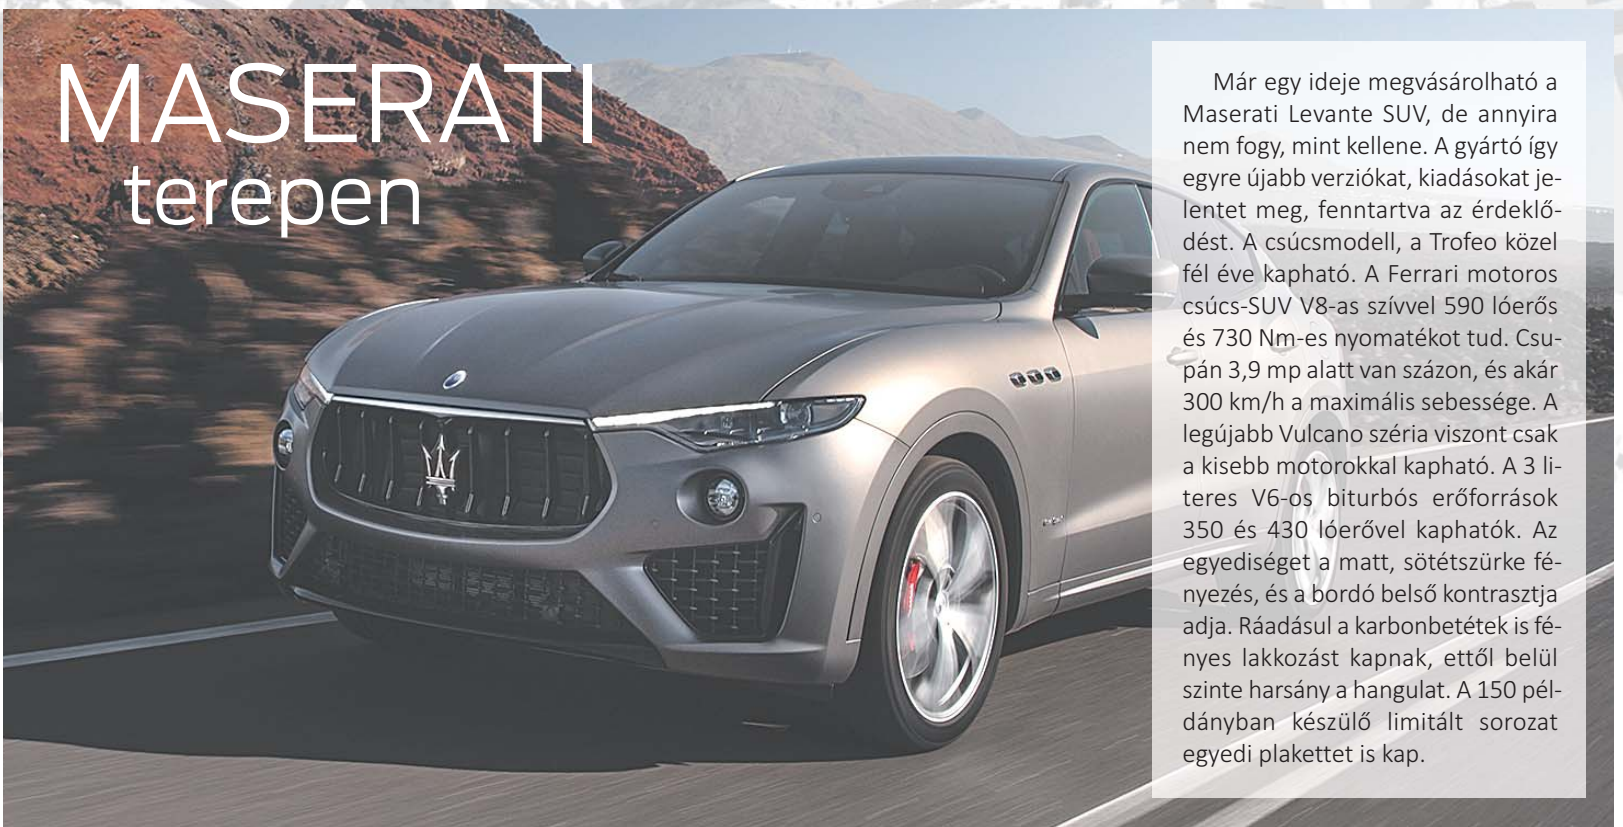 MASERATI
terepen
Már egy ideje megvásárolható a
Maserati Levante SUV, de annyira
nem fogy, mint kellene. A gyártó így
egyre újabb verziókat, kiadásokat je-
lentet meg, fenntartva az érdeklő-
dést. A csúcsmodell, a Trofeo közel
fél éve kapható. A Ferrari motoros
csúcs-SUV V8-as szívvel 590 lóerős
és 730 Nm-es nyomatékot tud. Csu-
pán 3,9 mp alatt van százon, és akár
300 km/h a maximális sebessége. A
legújabb Vulcano széria viszont csak
a kisebb motorokkal kapható. A 3 li-
teres V6-os biturbós erőforrások
350 és 430 lóerővel kaphatók. Az
egyediséget a matt, sötétszürke fé-
nyezés, és a bordó belső kontrasztja
adja. Ráadásul a karbonbetétek is fé-
nyes lakkozást kapnak, ettől belül
szinte harsány a hangulat. A 150 pél-
dányban készülő limitált sorozat
egyedi plakettet is kap.